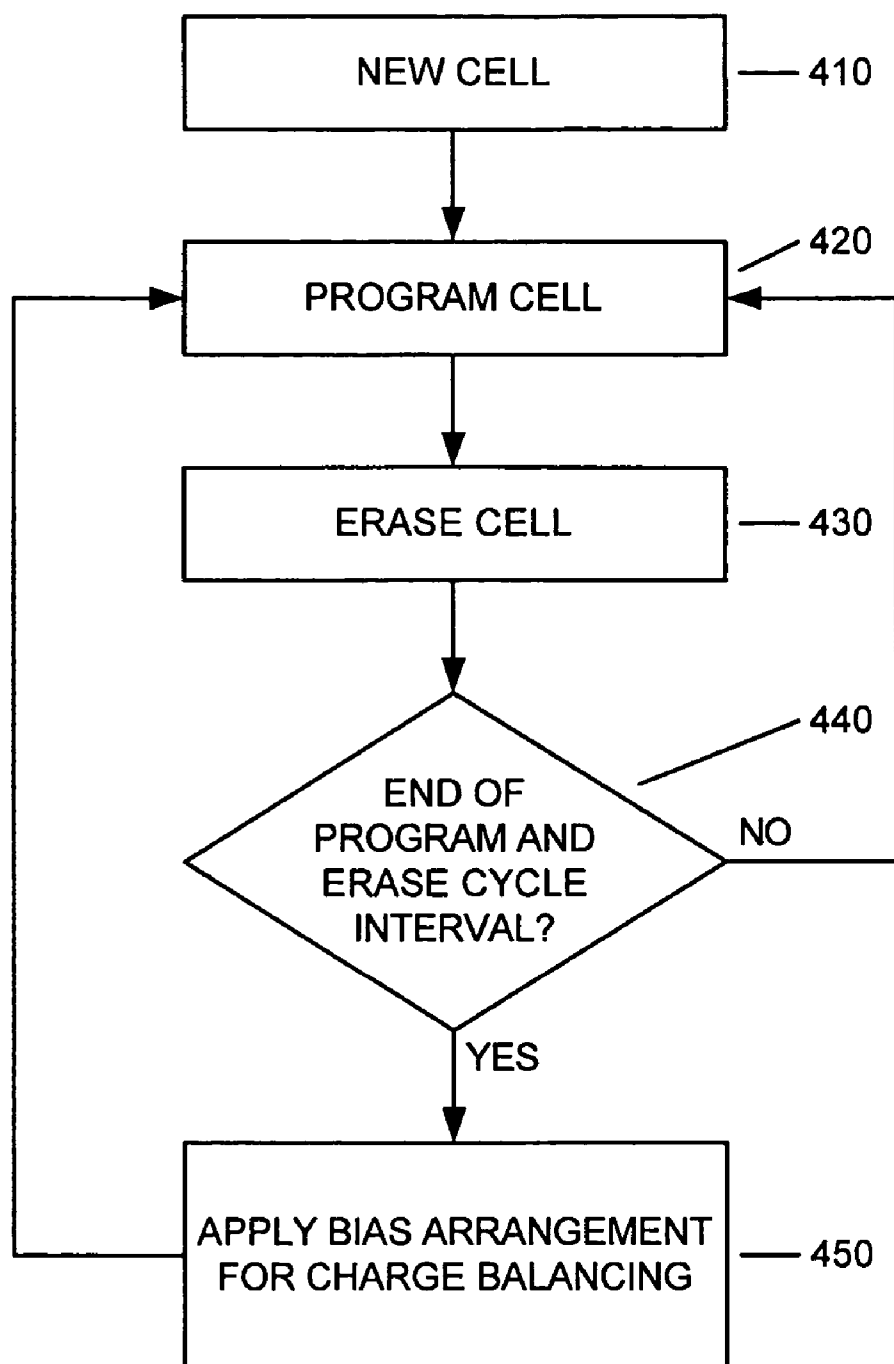 NEW CELL
410
PROGRAM CELL
420
ERASE CELL
430
END OF
PROGRAM AND
ERASE CYCLE
INTERVAL?
440
NO
YES
APPLY BIAS ARRANGEMENT
FOR CHARGE BALANCING
450